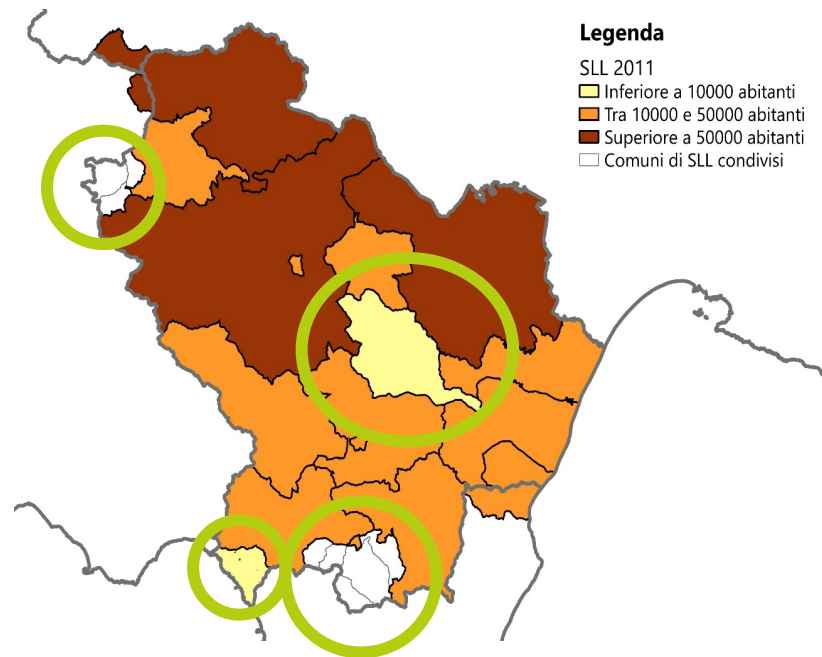 Legenda
SLL 2011
Inferiore a 10000 abitanti
Tra 10000 e 50000 abitanti
Superiore a 50000 abitanti
Comuni di SLL condivisi